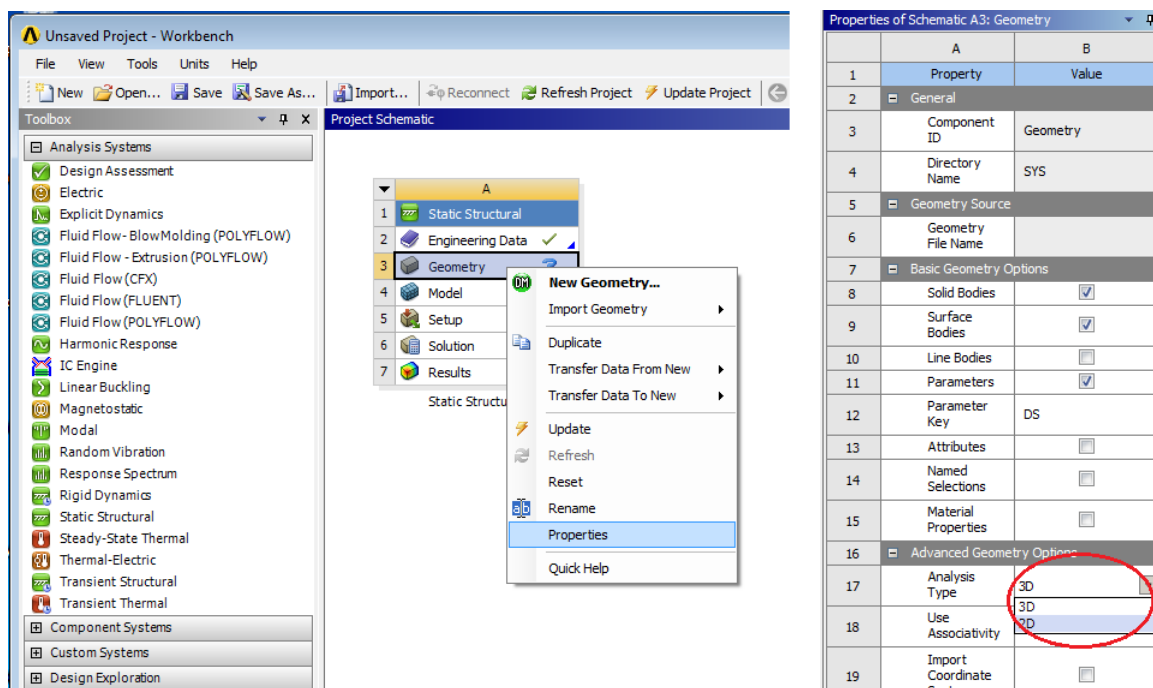 Unsaved Project - Workbench
File View Tools Units Help
New Open... Save Save As... Import... Reconnect Refresh Project Update Project
Toolbox
Analysis Systems
Design Assessment
Electric
Explicit Dynamics
Fluid Flow- BlowMolding (POLYFLOW)
Fluid Flow - Extrusion (POLYFLOW)
Fluid Flow (CFX)
Fluid Flow (FLUENT)
Fluid Flow (POLYFLOW)
Harmonic Response
IC Engine
Linear Buckling
Magnetostatic
Modal
Random Vibration
Response Spectrum
Rigid Dynamics
Static Structural
Steady-State Thermal
Thermal-Electric
Transient Structural
Transient Thermal
Component Systems
Custom Systems
Design Exploration
Project Schematic
A
1 Static Structural
2 Engineering Data
3 Geometry
4 Model
5 Setup
6 Solution
7 Results
Static Structu
DM New Geometry...
Import Geometry
Duplicate
Transfer Data From New
Transfer Data To New
Update
Refresh
Reset
ab Rename
Properties
Quick Help
Properties of Schematic A3: Geometry
A B
1 Property Value
2 General
3 Component
ID Geometry
4 Directory
Name SYS
5 Geometry Source
6 Geometry
File Name
7 Basic Geometry Options
8 Solid Bodies
9 Surface
Bodies
10 Line Bodies
11 Parameters
12 Parameter
Key DS
13 Attributes
14 Named
Selections
15 Material
Properties
16 Advanced Geometry Options
17 Analysis
Type 3D
3D
2D
18 Use
Associativity
19 Import
Coordinate